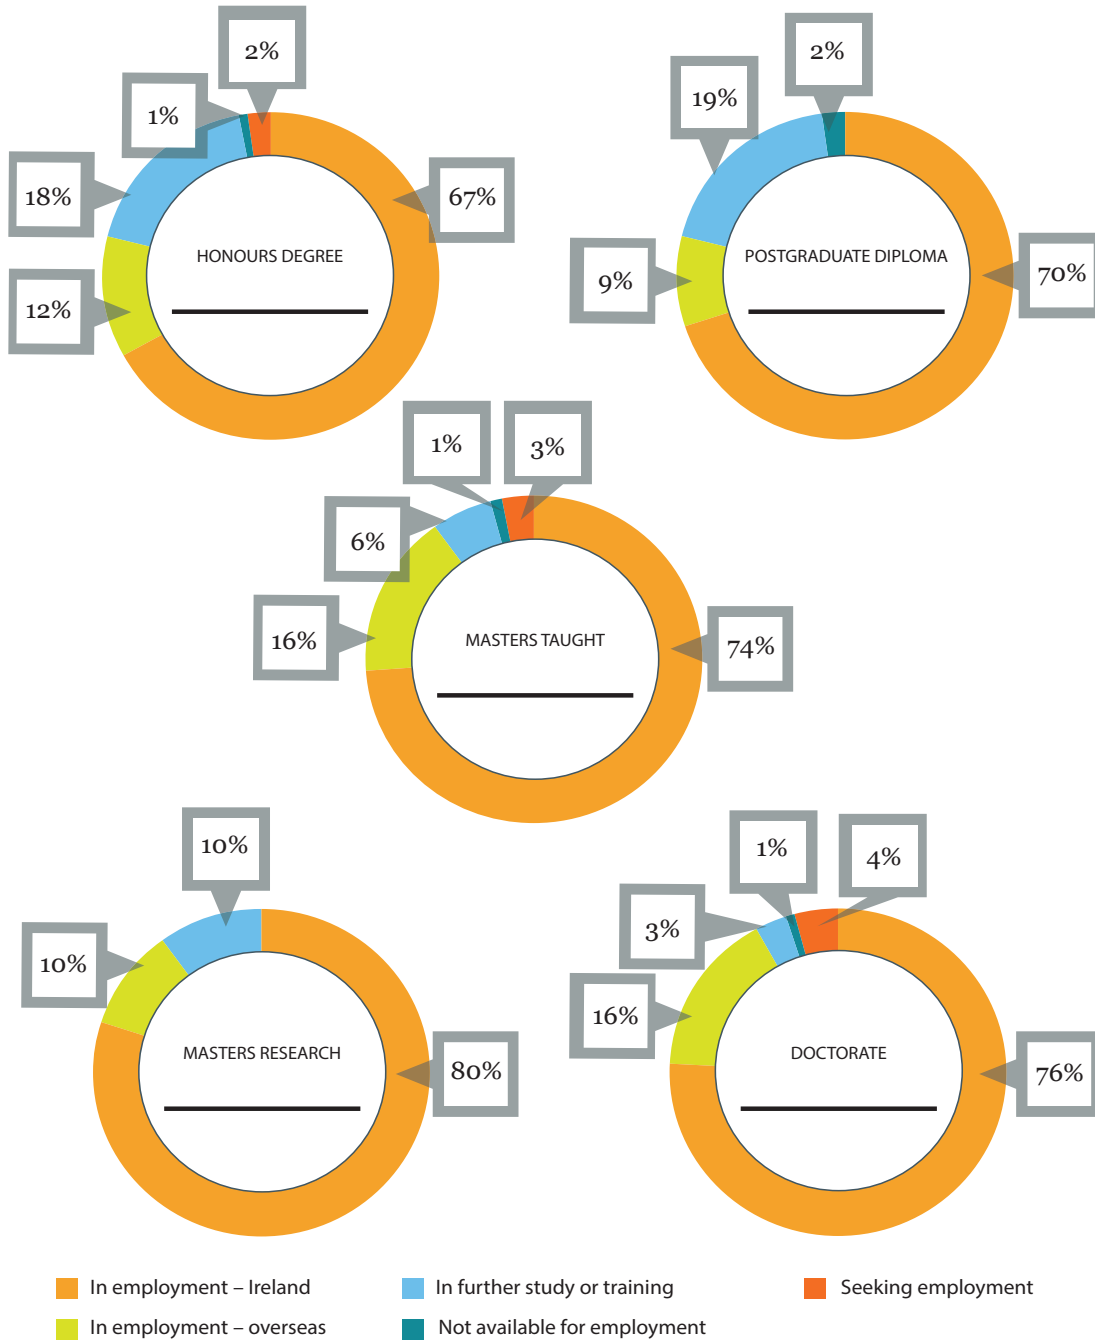 2%
1%
18%
67%
12%
HONOURS DEGREE
2%
19%
9%
70%
POSTGRADUATE DIPLOMA
1%
3%
6%
16%
74%
MASTERS TAUGHT
10%
10%
80%
MASTERS RESEARCH
1%
4%
3%
16%
76%
DOCTORATE
In employment – Ireland
In further study or training
Seeking employment
In employment – overseas
Not available for employment